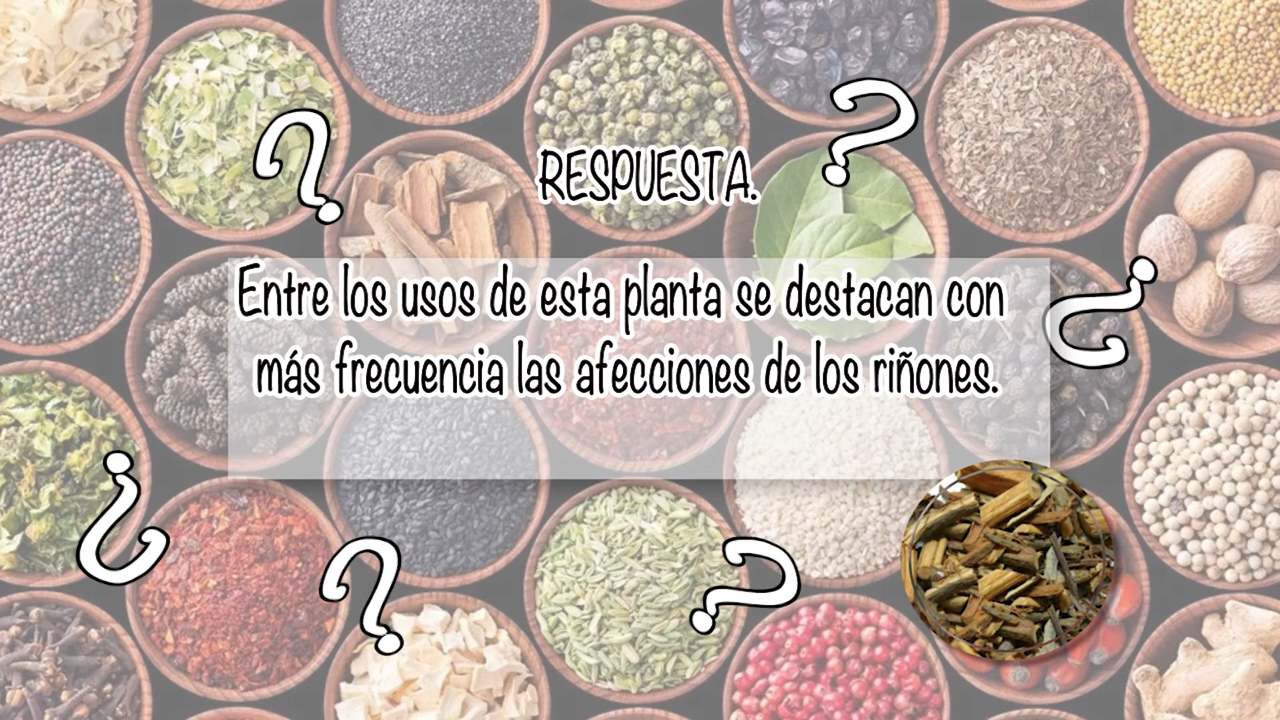 RESPUESTA.
Entre los usos de esta planta se destacan con
más frecuencia las afecciones de los riñones.